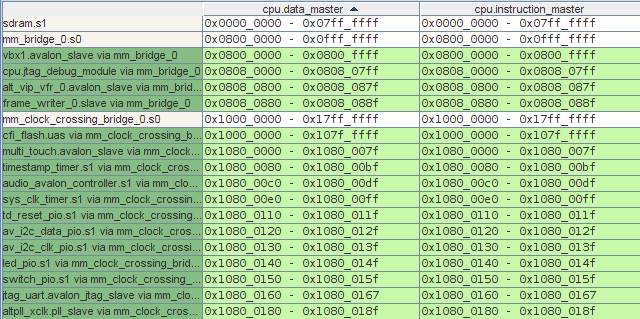 cpu.data_master cpu.instruction_master
sdram.s1 0x0000_0000 - 0x07ff_ffff 0x0000_0000 - 0x07ff_ffff
mm_bridge_0.s0 0x0800_0000 - 0x0fff_ffff 0x0800_0000 - 0x0fff_ffff
vbx1.avalon_slave via mm_bridge_0 0x0800_0000 - 0x0800_ffff 0x0800_0000 - 0x0800_ffff
cpu.jtag_debug_module via mm_bridge_0 0x0808_0000 - 0x0808_07ff 0x0808_0000 - 0x0808_07ff
alt_vip_vfr_0.avalon_slave via mm_brid... 0x0808_0800 - 0x0808_087f 0x0808_0800 - 0x0808_087f
frame_writer_0.slave via mm_bridge_0 0x0808_0880 - 0x0808_088f 0x0808_0880 - 0x0808_088f
mm_clock_crossing_bridge_0.s0 0x1000_0000 - 0x17ff_ffff 0x1000_0000 - 0x17ff_ffff
cfi_flash.uas via mm_clock_crossing_b... 0x1000_0000 - 0x107f_ffff 0x1000_0000 - 0x107f_ffff
multi_touch.avalon_slave via mm_clock... 0x1080_0000 - 0x1080_007f 0x1080_0000 - 0x1080_007f
timestamp_timer.s1 via mm_clock_cros... 0x1080_0080 - 0x1080_00bf 0x1080_0080 - 0x1080_00bf
audio_avalon_controller.s1 via mm_clo... 0x1080_00c0 - 0x1080_00df 0x1080_00c0 - 0x1080_00df
sys_clk_timer.s1 via mm_clock_crossin... 0x1080_00e0 - 0x1080_00ff 0x1080_00e0 - 0x1080_00ff
td_reset_pio.s1 via mm_clock_crossing... 0x1080_0110 - 0x1080_011f 0x1080_0110 - 0x1080_011f
av_i2c_data_pio.s1 via mm_clock_cros... 0x1080_0120 - 0x1080_012f 0x1080_0120 - 0x1080_012f
av_i2c_clk_pio.s1 via mm_clock_crossi... 0x1080_0130 - 0x1080_013f 0x1080_0130 - 0x1080_013f
led_pio.s1 via mm_clock_crossing_brid... 0x1080_0140 - 0x1080_014f 0x1080_0140 - 0x1080_014f
switch_pio.s1 via mm_clock_crossing_... 0x1080_0150 - 0x1080_015f 0x1080_0150 - 0x1080_015f
jtag_uart.avalon_jtag_slave via mm_clo... 0x1080_0160 - 0x1080_0167 0x1080_0160 - 0x1080_0167
altpll_xclk.pll_slave via mm_clock_cros... 0x1080_0180 - 0x1080_018f 0x1080_0180 - 0x1080_018f